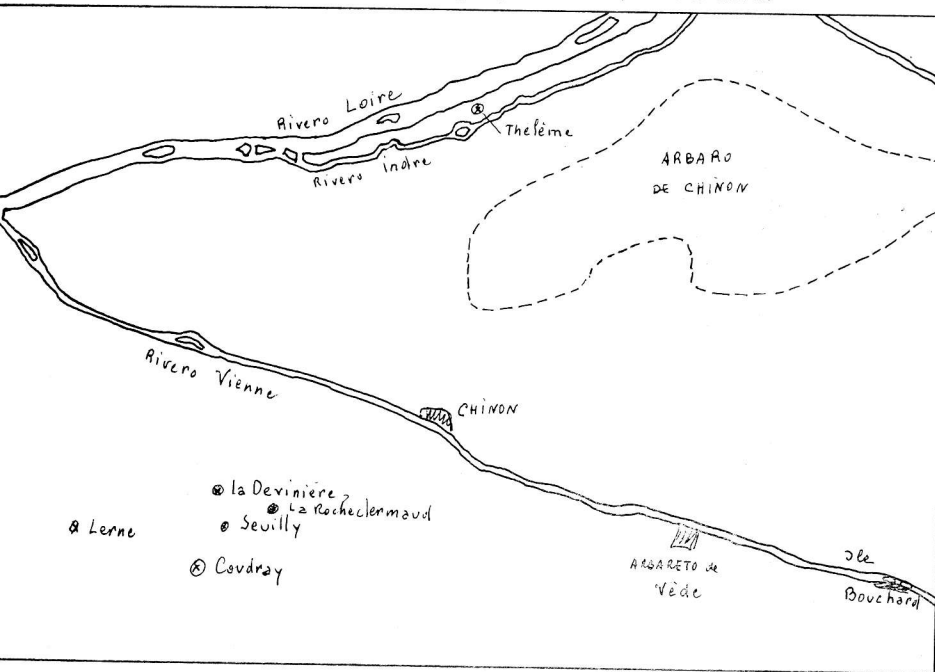 Rivero Loire
Thelème
Rivero indre
ARBARO
DE CHINON
Rivero Vienne
CHINON
la Devinière
La Rocheclermaud
Seuilly
Lerne
Coudray
ARBARETO de
Vède
Ile
Bouchard